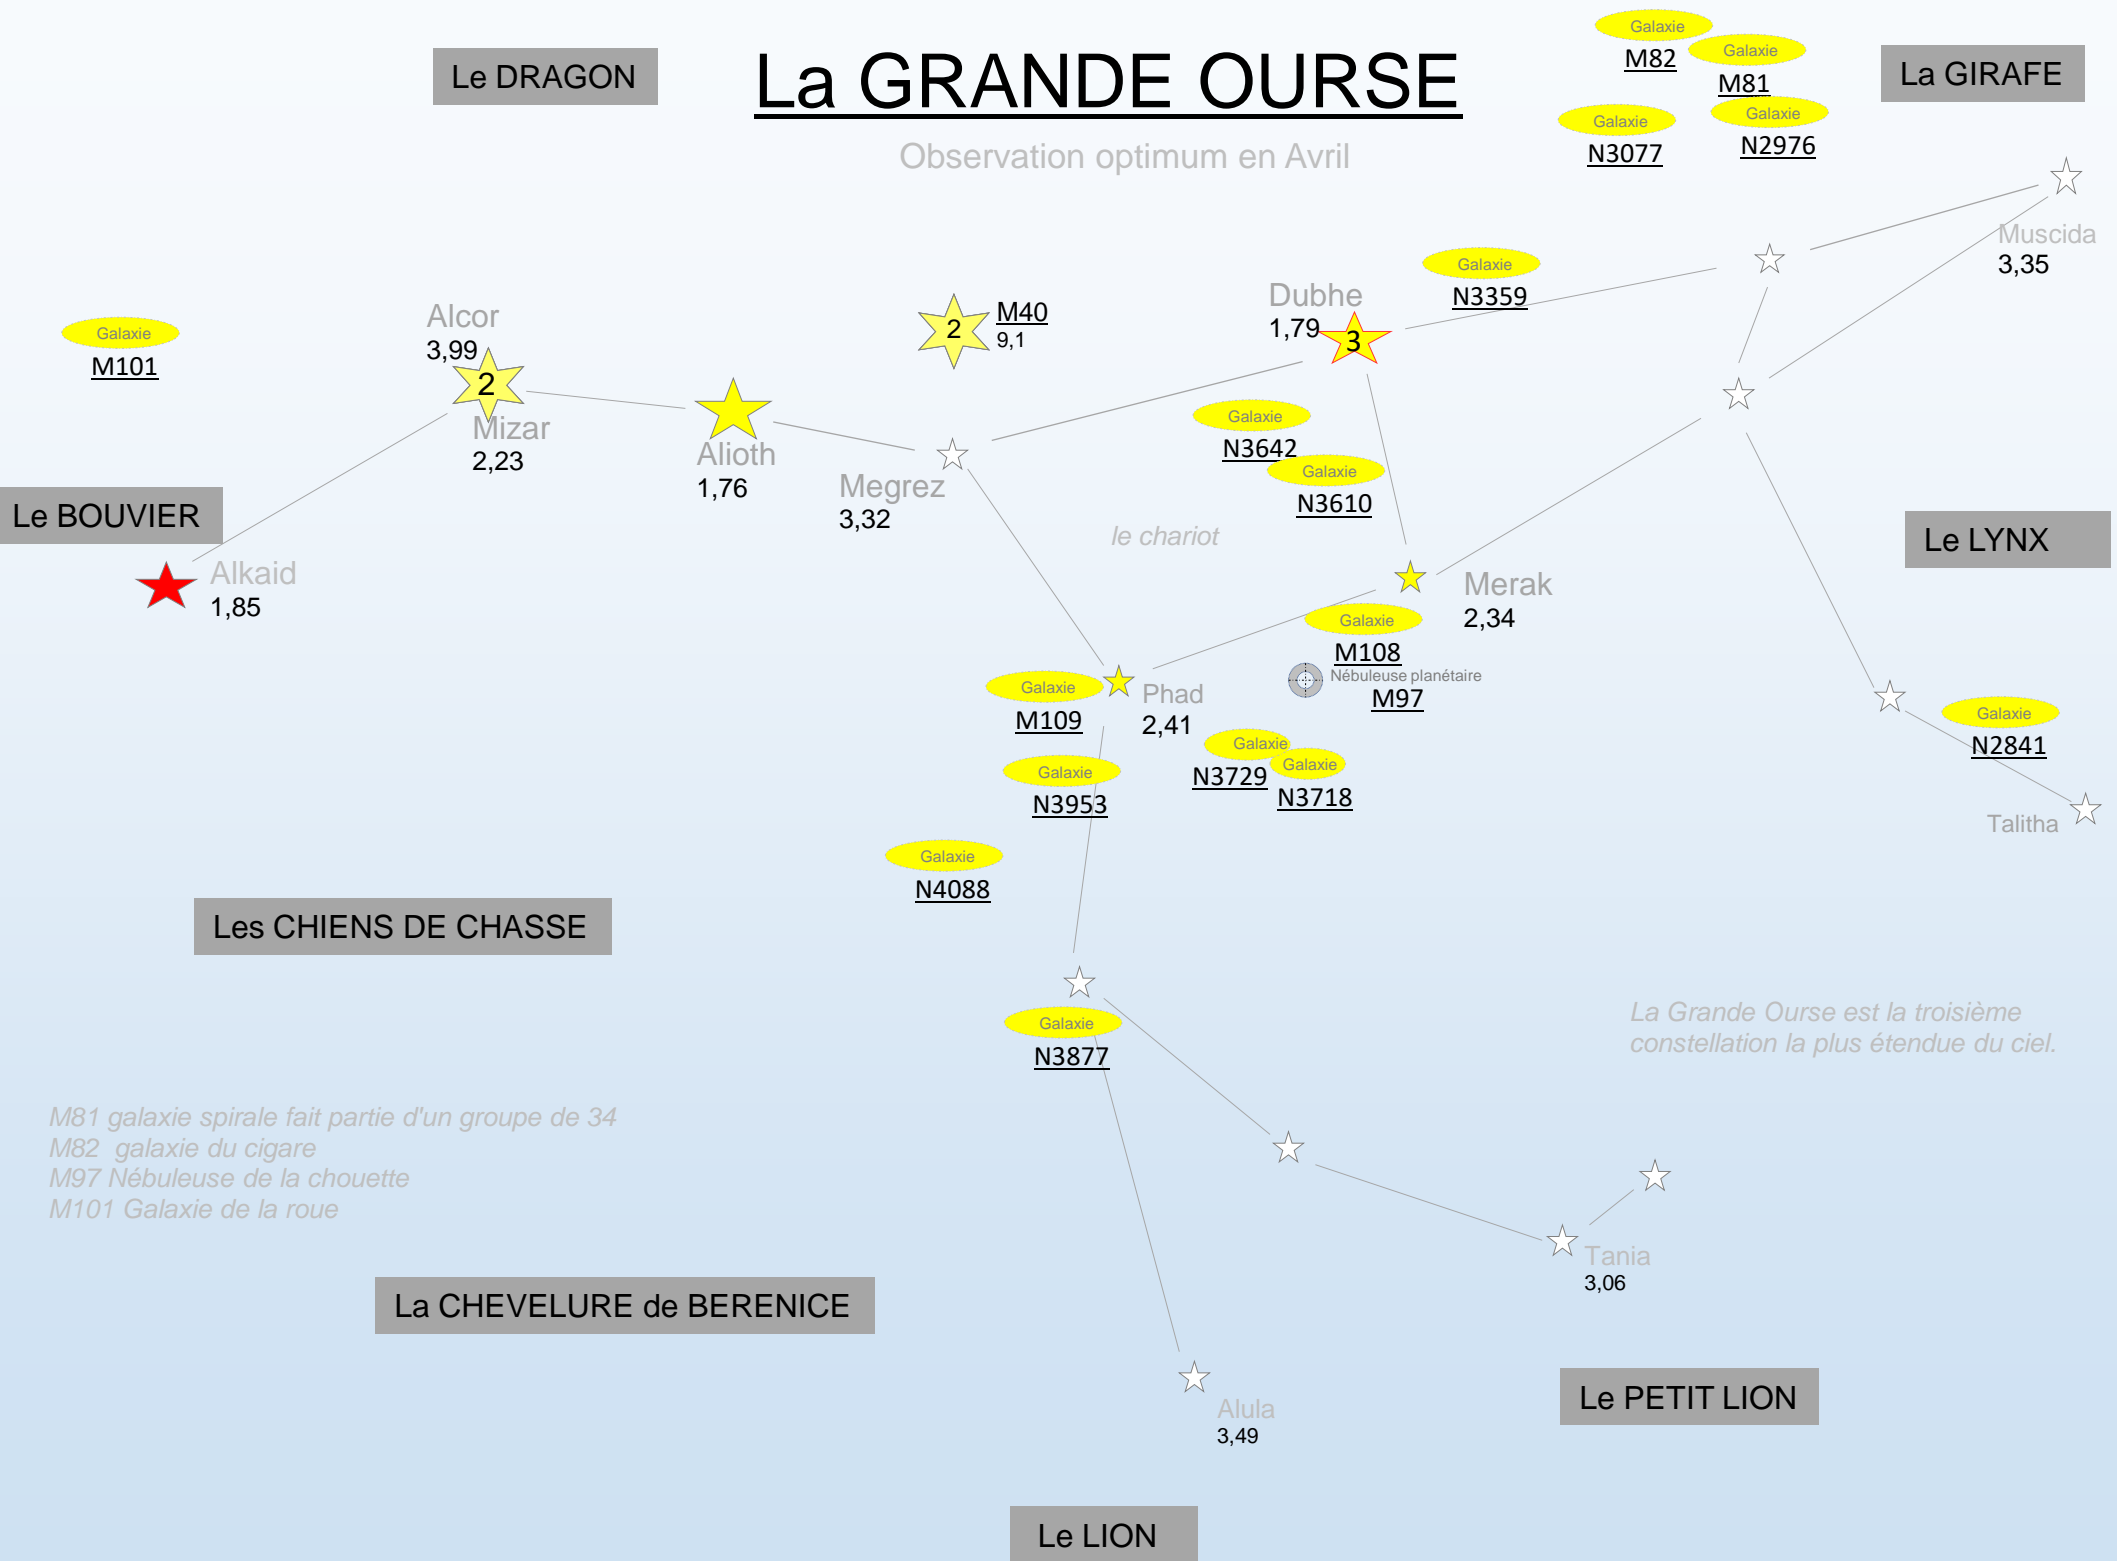 Galaxie
M82
Galaxie
M81
Le DRAGON
La GRANDE OURSE
La GIRAFE
Galaxie
N3077
Galaxie
N2976
Observation optimum en Avril
Muscida
3,35
Galaxie
N3359
Dubhe
1,79
3
Galaxie
M101
Alcor
3,99
2
Mizar
2,23
2
M40
9,1
Alioth
1,76
Megrez
3,32
Galaxie
N3642
Galaxie
N3610
Le BOUVIER
le chariot
Le LYNX
Alkaid
1,85
Merak
2,34
Galaxie
M108
Nébuleuse planétaire
M97
Galaxie
M109
Phad
2,41
Galaxie
N2841
Galaxie
N3729
Galaxie
N3718
Galaxie
N3953
Talitha
Galaxie
N4088
Les CHIENS DE CHASSE
Galaxie
N3877
La Grande Ourse est la troisième
constellation la plus étendue du ciel.
M81 galaxie spirale fait partie d'un groupe de 34
M82 galaxie du cigare
M97 Nébuleuse de la chouette
M101 Galaxie de la roue
Tania
3,06
La CHEVELURE de BERENICE
Le PETIT LION
Alula
3,49
Le LION